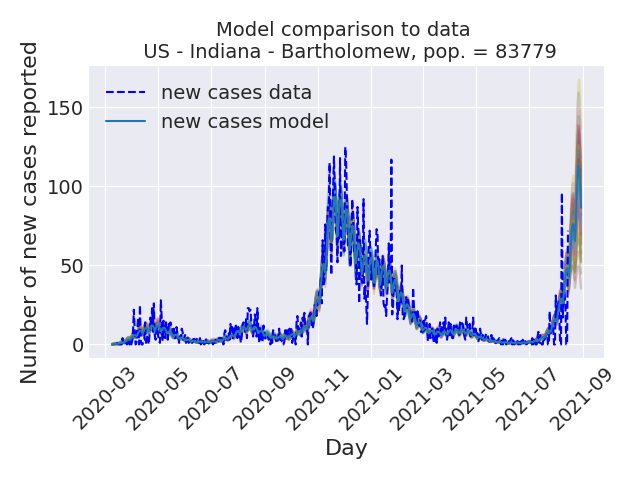 Model comparison to data
US - Indiana - Bartholomew, pop. = 83779
Number of new cases reported
150
100
50
0
new cases data
new cases model
2020-03
2020-05
2020-07
2020-09
2020-11
2021-01
2021-03
2021-05
2021-07
2021-09
Day